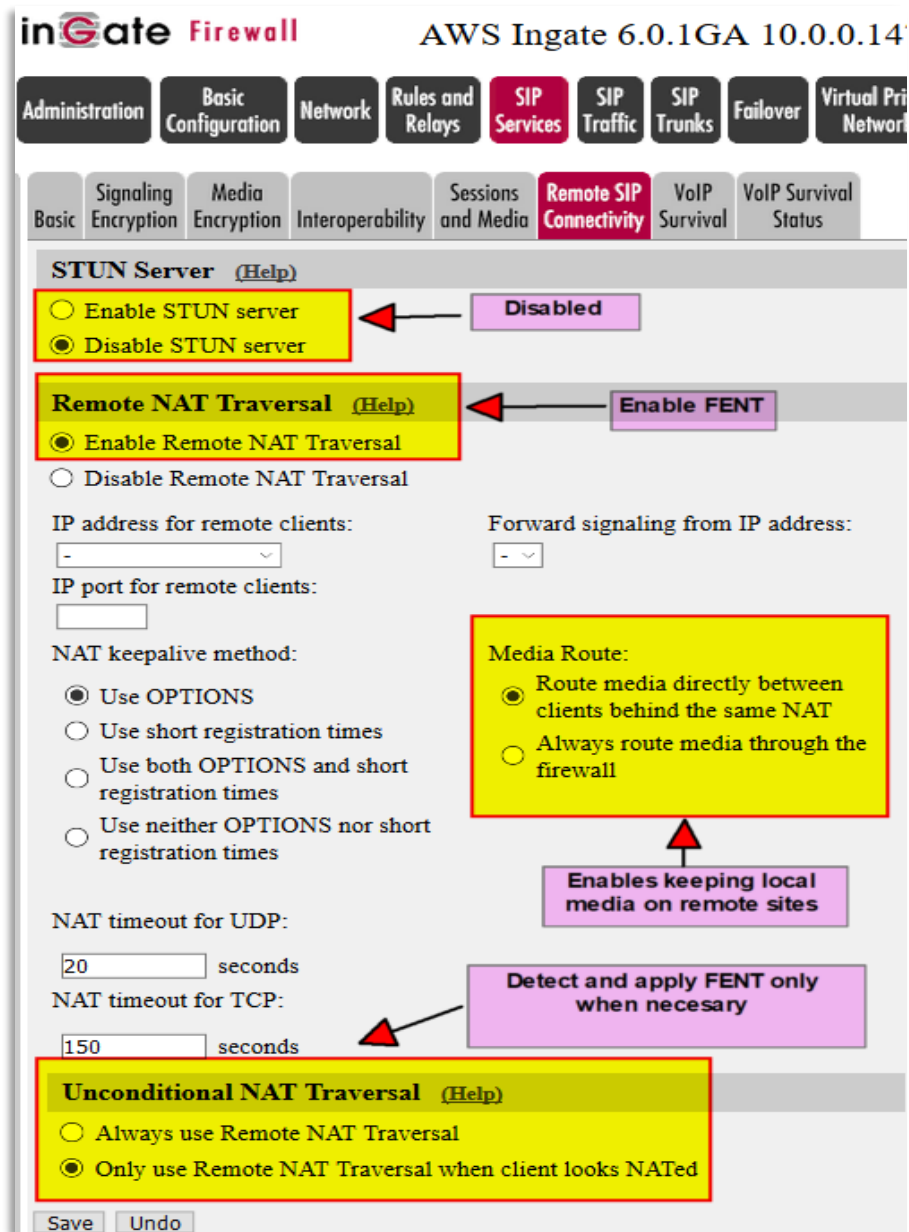 inGate Firewall AWS Ingate 6.0.1GA 10.0.0.14
Administration
Basic
Configuration
Network
Rules and
Relays
SIP
Services
SIP
Traffic
SIP
Trunks
Failover
Virtual Pri
Network
Basic
Signaling
Encryption
Media
Encryption
Interoperability
Sessions
and Media
Remote SIP
Connectivity
VoIP
Survival
VoIP Survival
Status
STUN Server (Help)
Enable STUN server
Disable STUN server
Disabled
Remote NAT Traversal (Help)
Enable FENT
Enable Remote NAT Traversal
Disable Remote NAT Traversal
IP address for remote clients:
-
Forward signaling from IP address:
-
IP port for remote clients:
NAT keepalive method:
Use OPTIONS
Use short registration times
Use both OPTIONS and short
registration times
Use neither OPTIONS nor short
registration times
Media Route:
Route media directly between
clients behind the same NAT
Always route media through the
firewall
Enables keeping local
media on remote sites
NAT timeout for UDP:
20 seconds
NAT timeout for TCP:
150 seconds
Detect and apply FENT only
when necesary
Unconditional NAT Traversal (Help)
Always use Remote NAT Traversal
Only use Remote NAT Traversal when client looks NATed
Save Undo